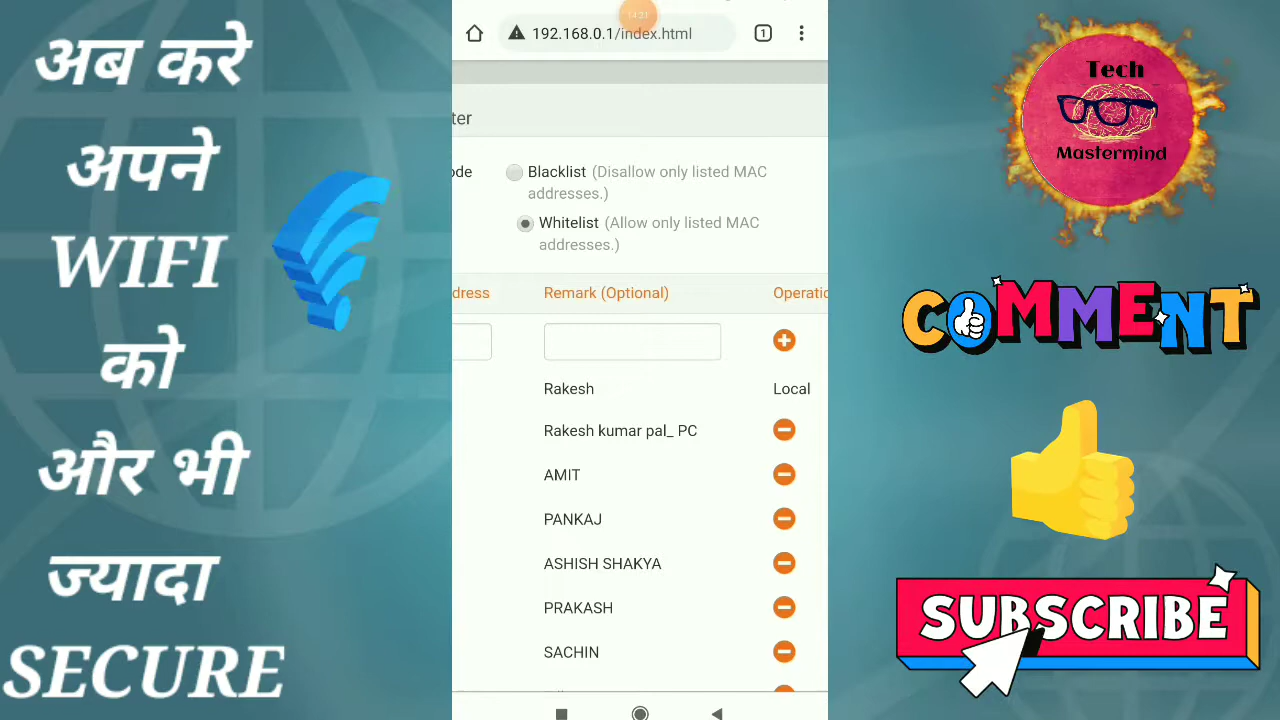 अब करे
अपने
WIFI
को
और भी
ज्यादा
SECURE
192.168.0.1/index.html
1
ter
ode
Blacklist (Disallow only listed MAC
addresses.)
Whitelist (Allow only listed MAC
addresses.)
dress
Remark (Optional)
Operatio
Rakesh
Local
Rakesh kumar pal_ PC
AMIT
PANKAJ
ASHISH SHAKYA
PRAKASH
SACHIN
Tech
Mastermind
COMMENT
SUBSCRIBE